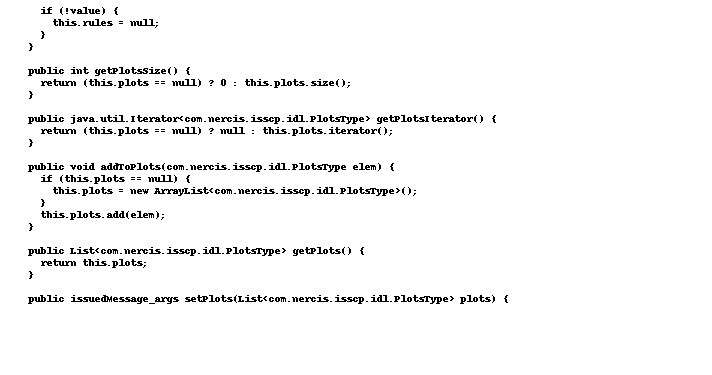 if (!value) {
this.rules = null;
}
}
public int getPlotsSize() {
return (this.plots == null) ? 0 : this.plots.size();
}
public java.util.Iterator<com.nercis.isscp.idl.PlotsType> getPlotsIterator() {
return (this.plots == null) ? null : this.plots.iterator();
}
public void addToPlots(com.nercis.isscp.idl.PlotsType elem) {
if (this.plots == null) {
this.plots = new ArrayList<com.nercis.isscp.idl.PlotsType>();
}
this.plots.add(elem);
}
public List<com.nercis.isscp.idl.PlotsType> getPlots() {
return this.plots;
}
public issuedMessage_args setPlots(List<com.nercis.isscp.idl.PlotsType> plots) {